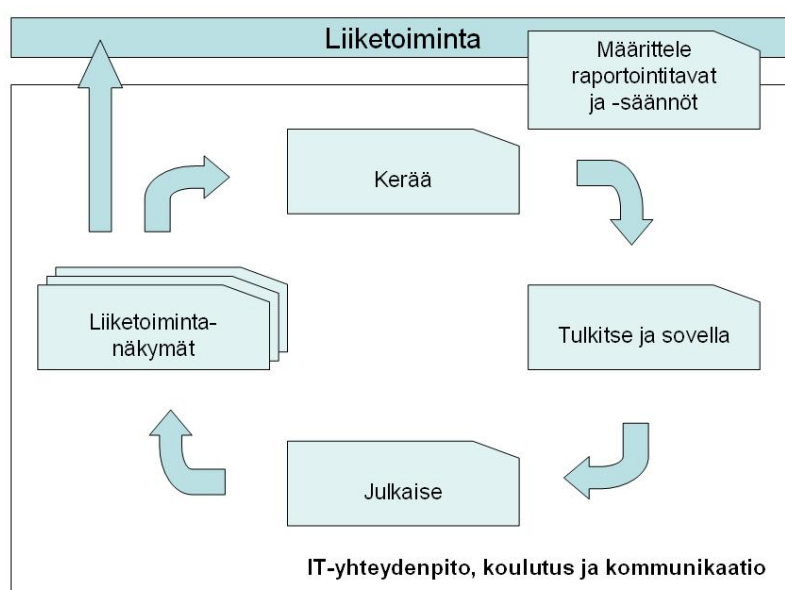 Liiketoiminta
Määrittele
raportointitavat
ja -säännöt
Kerää
Liiketoiminta-
näkymät
Tulkitse ja sovella
Julkaise
IT-yhteydenpito, koulutus ja kommunikaatio